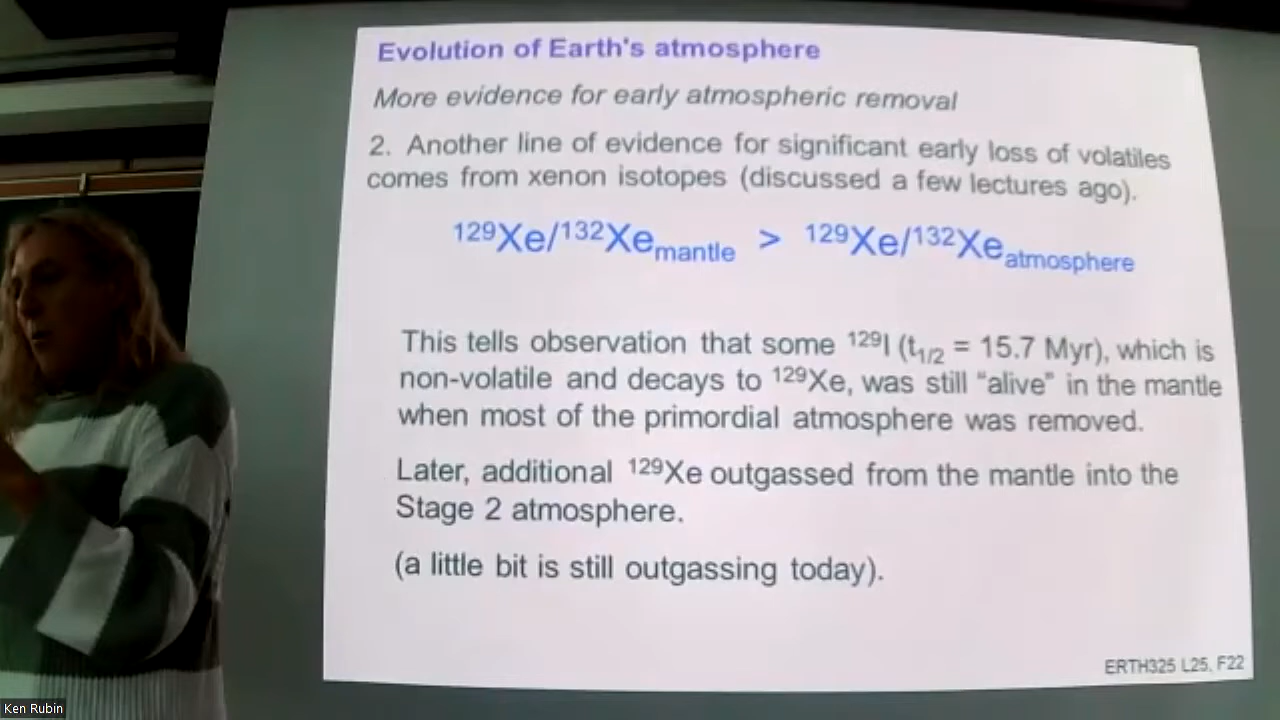 Evolution of Earth's atmosphere
More evidence for early atmospheric removal
2. Another line of evidence for significant early loss of volatiles
comes from xenon isotopes (discussed a few lectures ago).
¹²⁹Xe/¹³²Xe mantle > ¹²⁹Xe/¹³²Xe atmosphere
This tells observation that some ¹²⁹I (t₁/₂ = 15.7 Myr), which is
non-volatile and decays to ¹²⁹Xe, was still “alive” in the mantle
when most of the primordial atmosphere was removed.
Later, additional ¹²⁹Xe outgassed from the mantle into the
Stage 2 atmosphere.
(a little bit is still outgassing today).
ERTH325 L25, F22
Ken Rubin